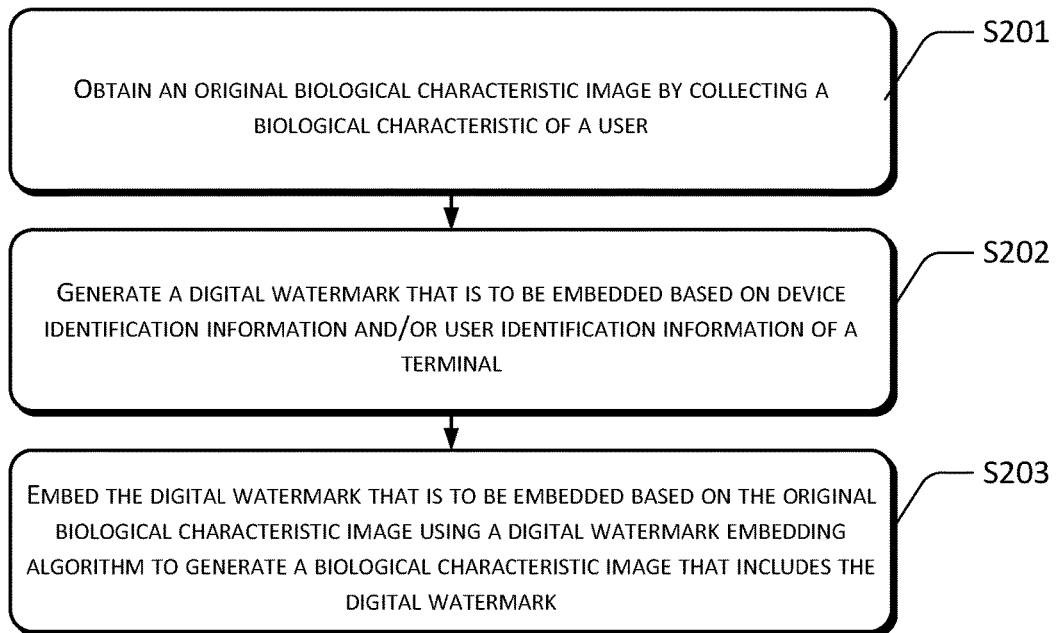 OBTAIN AN ORIGINAL BIOLOGICAL CHARACTERISTIC IMAGE BY COLLECTING A
BIOLOGICAL CHARACTERISTIC OF A USER
S201
GENERATE A DIGITAL WATERMARK THAT IS TO BE EMBEDDED BASED ON DEVICE
IDENTIFICATION INFORMATION AND/OR USER IDENTIFICATION INFORMATION OF A
TERMINAL
S202
EMBED THE DIGITAL WATERMARK THAT IS TO BE EMBEDDED BASED ON THE ORIGINAL
BIOLOGICAL CHARACTERISTIC IMAGE USING A DIGITAL WATERMARK EMBEDDING
ALGORITHM TO GENERATE A BIOLOGICAL CHARACTERISTIC IMAGE THAT INCLUDES THE
DIGITAL WATERMARK
S203